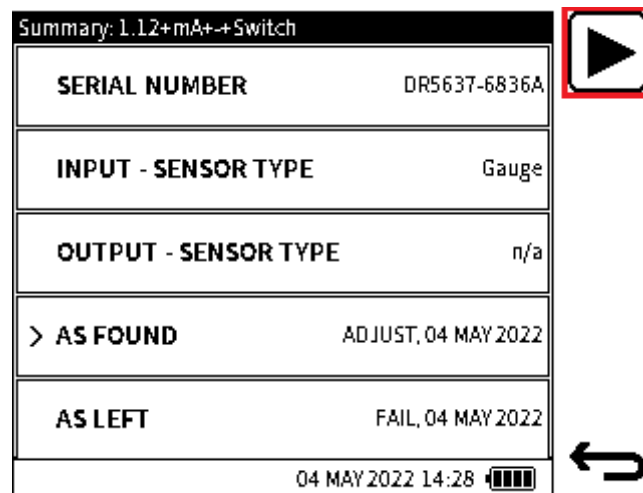 Summary: 1.12+mA+-+Switch
SERIAL NUMBER DR5637-6836A
INPUT - SENSOR TYPE Gauge
OUTPUT - SENSOR TYPE n/a
> AS FOUND ADJUST, 04 MAY 2022
AS LEFT FAIL, 04 MAY 2022
04 MAY 2022 14:28